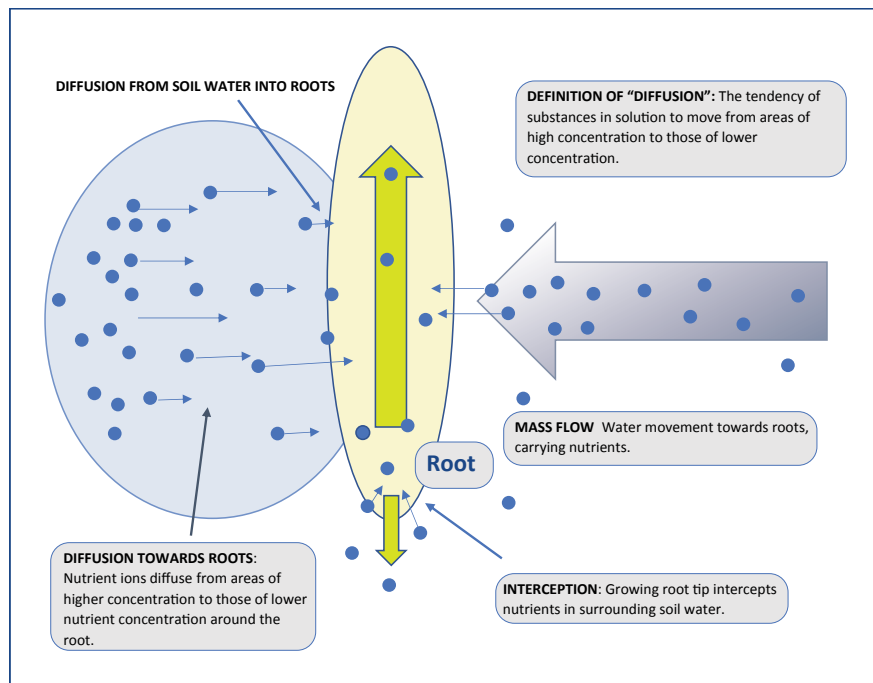 DIFFUSION FROM SOIL WATER INTO ROOTS
DEFINITION OF “DIFFUSION”: The tendency of
substances in solution to move from areas of
high concentration to those of lower
concentration.
MASS FLOW Water movement towards roots,
carrying nutrients.
Root
DIFFUSION TOWARDS ROOTS:
Nutrient ions diffuse from areas of
higher concentration to those of lower
nutrient concentration around the
root.
INTERCEPTION: Growing root tip intercepts
nutrients in surrounding soil water.